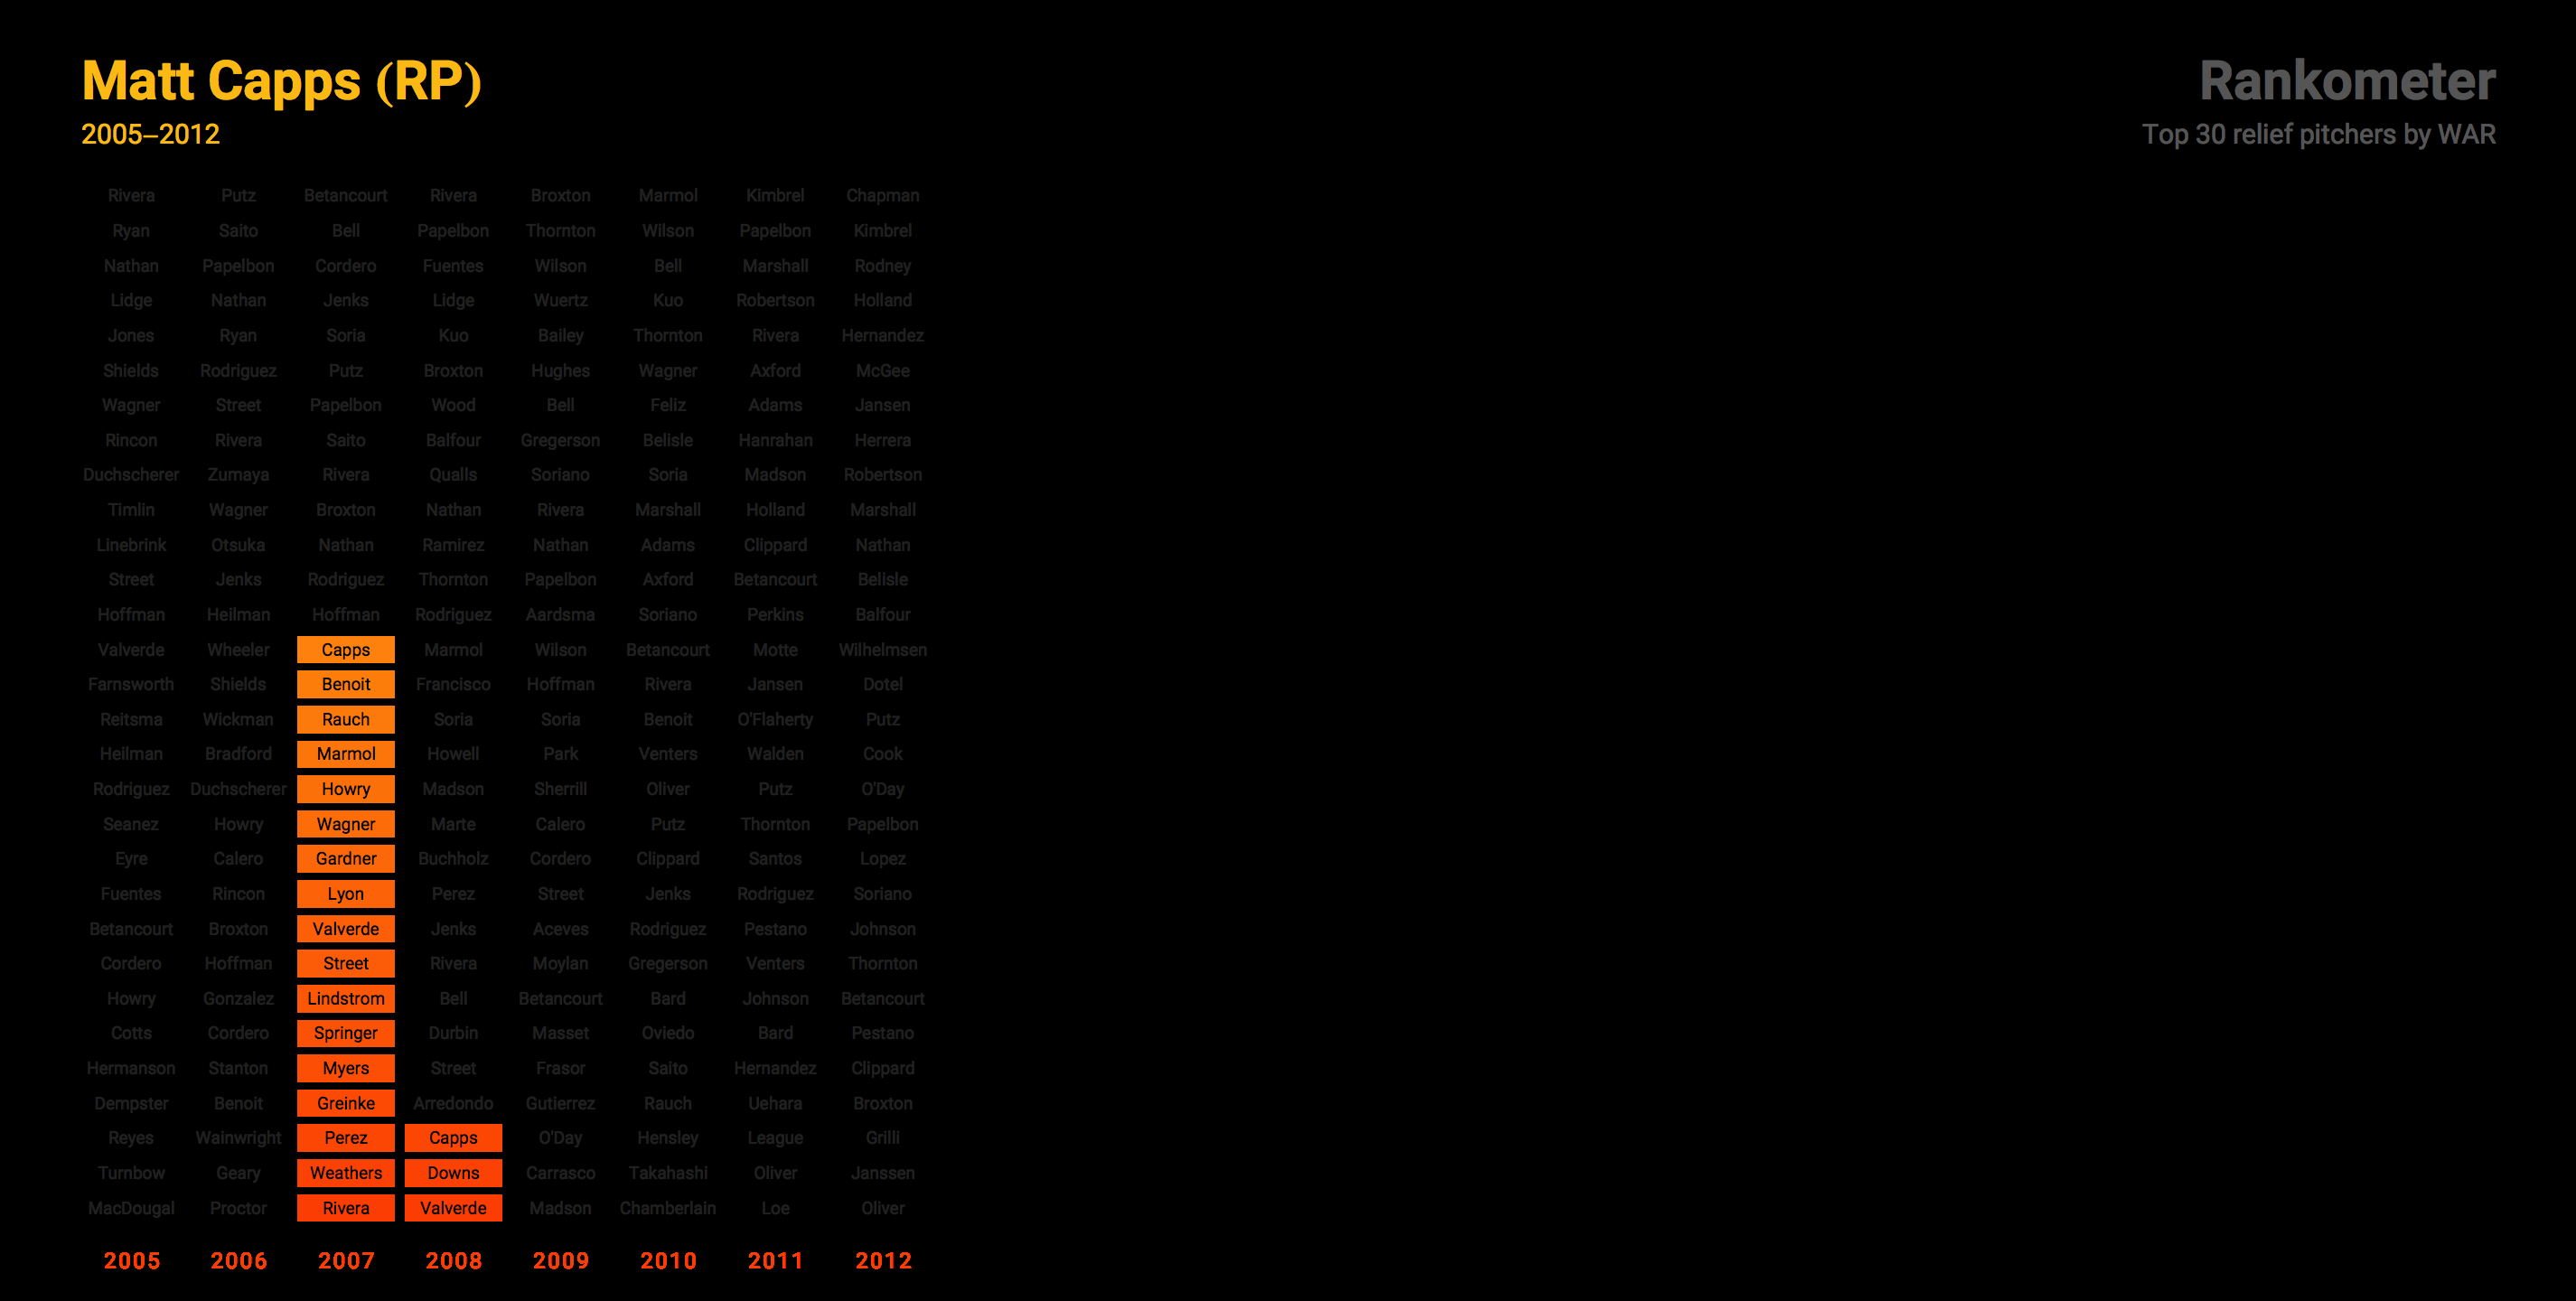 Matt Capps (RP)
2005–2012
Rankometer
Top 30 relief pitchers by WAR
Rivera Putz Betancourt Rivera Broxton Marmol Kimbrel Chapman
Ryan Saito Bell Papelbon Thornton Wilson Papelbon Kimbrel
Nathan Papelbon Cordero Fuentes Wilson Bell Marshall Rodney
Lidge Nathan Jenks Lidge Wuertz Kuo Robertson Holland
Jones Ryan Soria Kuo Bailey Thornton Rivera Hernandez
Shields Rodriguez Putz Broxton Hughes Wagner Axford McGee
Wagner Street Papelbon Wood Bell Feliz Adams Jansen
Rincon Rivera Saito Balfour Gregerson Belisle Hanrahan Herrera
Duchscherer Zumaya Rivera Qualls Soriano Soria Madson Robertson
Timlin Wagner Broxton Nathan Rivera Marshall Holland Marshall
Linebrink Otsuka Nathan Ramirez Nathan Adams Clippard Nathan
Street Jenks Rodriguez Thornton Papelbon Axford Betancourt Belisle
Hoffman Heilman Hoffman Rodriguez Aardsma Soriano Perkins Balfour
Valverde Wheeler Capps Marmol Wilson Betancourt Motte Wilhelmsen
Farnsworth Shields Benoit Francisco Hoffman Rivera Jansen Dotel
Reitsma Wickman Rauch Soria Soria Benoit O'Flaherty Putz
Heilman Bradford Marmol Howell Park Venters Walden Cook
Rodriguez Duchscherer Howry Madson Sherrill Oliver Putz O'Day
Seanez Howry Wagner Marte Calero Putz Thornton Papelbon
Eyre Calero Gardner Buchholz Cordero Clippard Santos Lopez
Fuentes Rincon Lyon Perez Street Jenks Rodriguez Soriano
Betancourt Broxton Valverde Jenks Aceves Rodriguez Pestano Johnson
Cordero Hoffman Street Rivera Moylan Gregerson Venters Thornton
Howry Gonzalez Lindstrom Bell Betancourt Bard Johnson Betancourt
Cotts Cordero Springer Durbin Masset Oviedo Bard Pestano
Hermanson Stanton Myers Street Frasor Saito Hernandez Clippard
Dempster Benoit Greinke Arredondo Gutierrez Rauch Uehara Broxton
Reyes Wainwright Perez Capps O'Day Hensley League Grilli
Turnbow Geary Weathers Downs Carrasco Takahashi Oliver Janssen
MacDougal Proctor Rivera Valverde Madson Chamberlain Loe Oliver
2005 2006 2007 2008 2009 2010 2011 2012